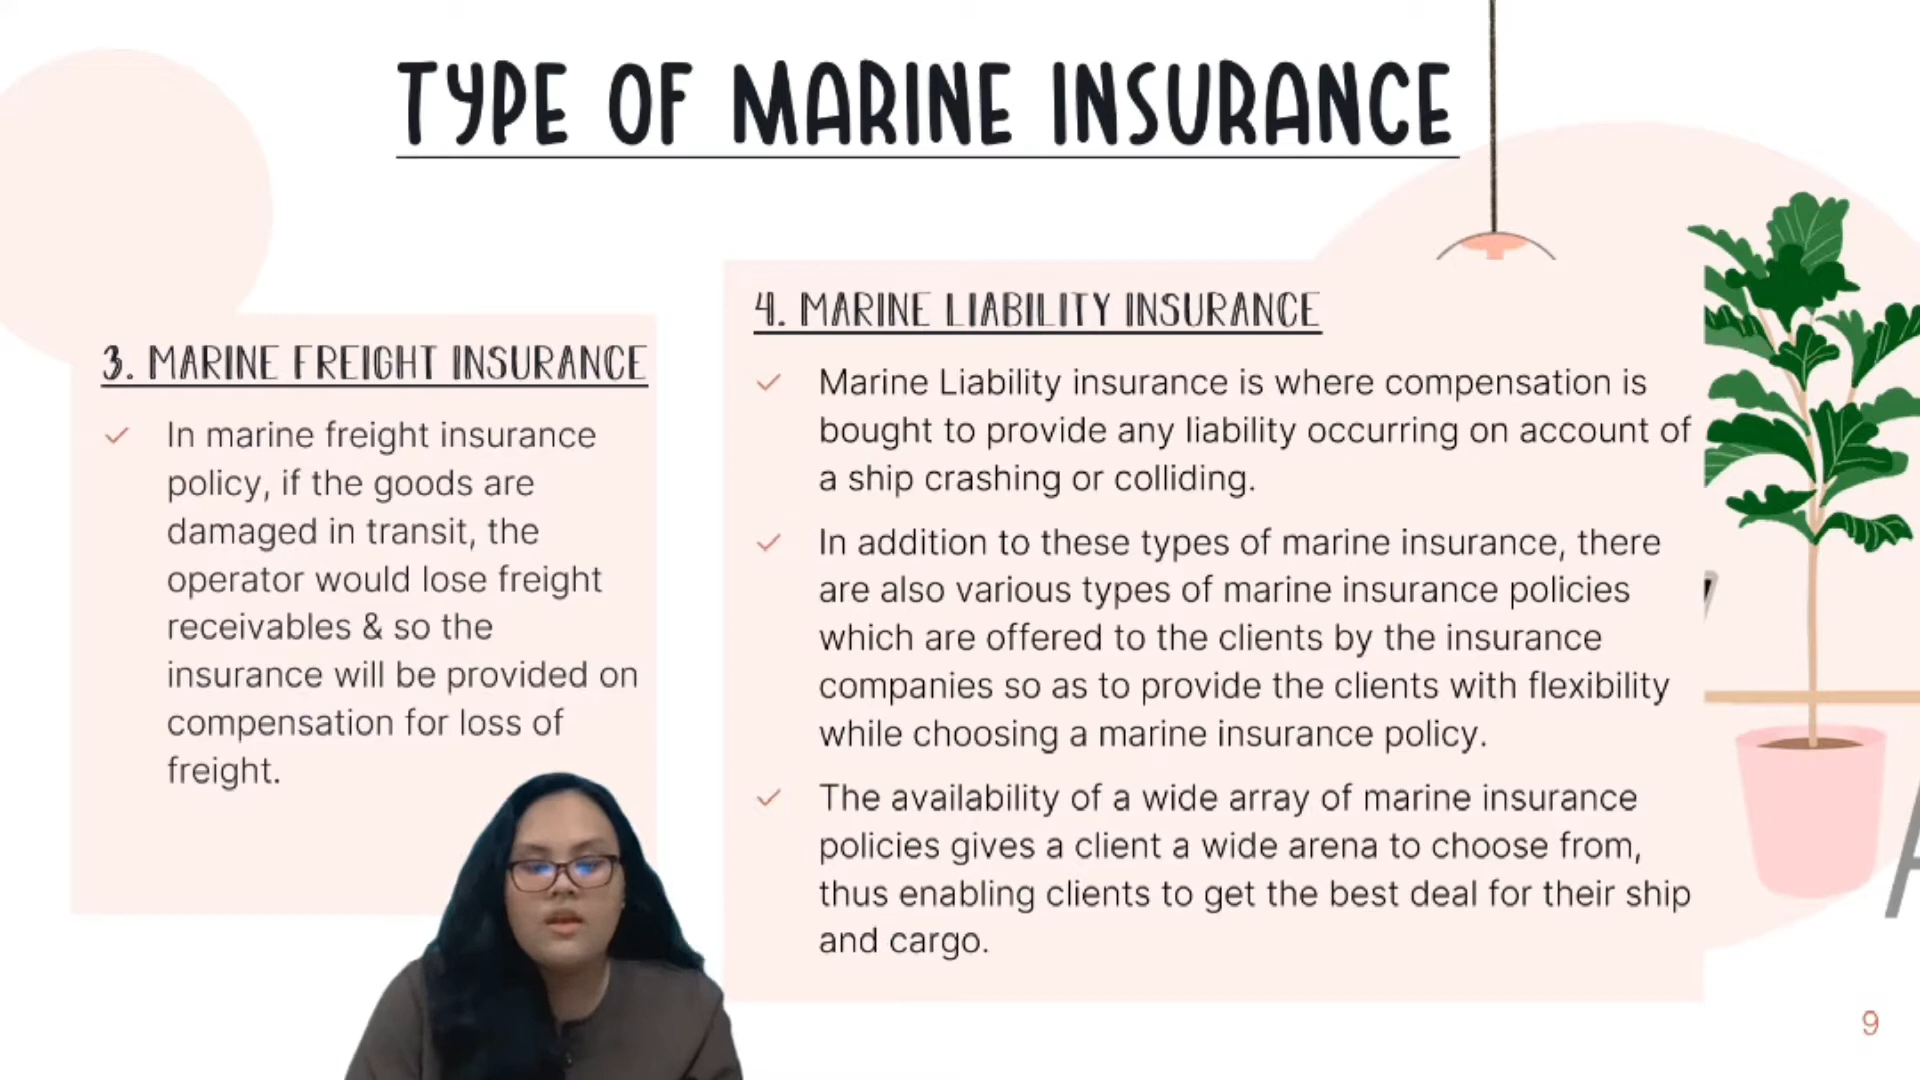 TYPE OF MARINE INSURANCE
3. MARINE FREIGHT INSURANCE
In marine freight insurance
policy, if the goods are
damaged in transit, the
operator would lose freight
receivables & so the
insurance will be provided on
compensation for loss of
freight.
4. MARINE LIABILITY INSURANCE
Marine Liability insurance is where compensation is
bought to provide any liability occurring on account of
a ship crashing or colliding.
In addition to these types of marine insurance, there
are also various types of marine insurance policies
which are offered to the clients by the insurance
companies so as to provide the clients with flexibility
while choosing a marine insurance policy.
The availability of a wide array of marine insurance
policies gives a client a wide arena to choose from,
thus enabling clients to get the best deal for their ship
and cargo.
9